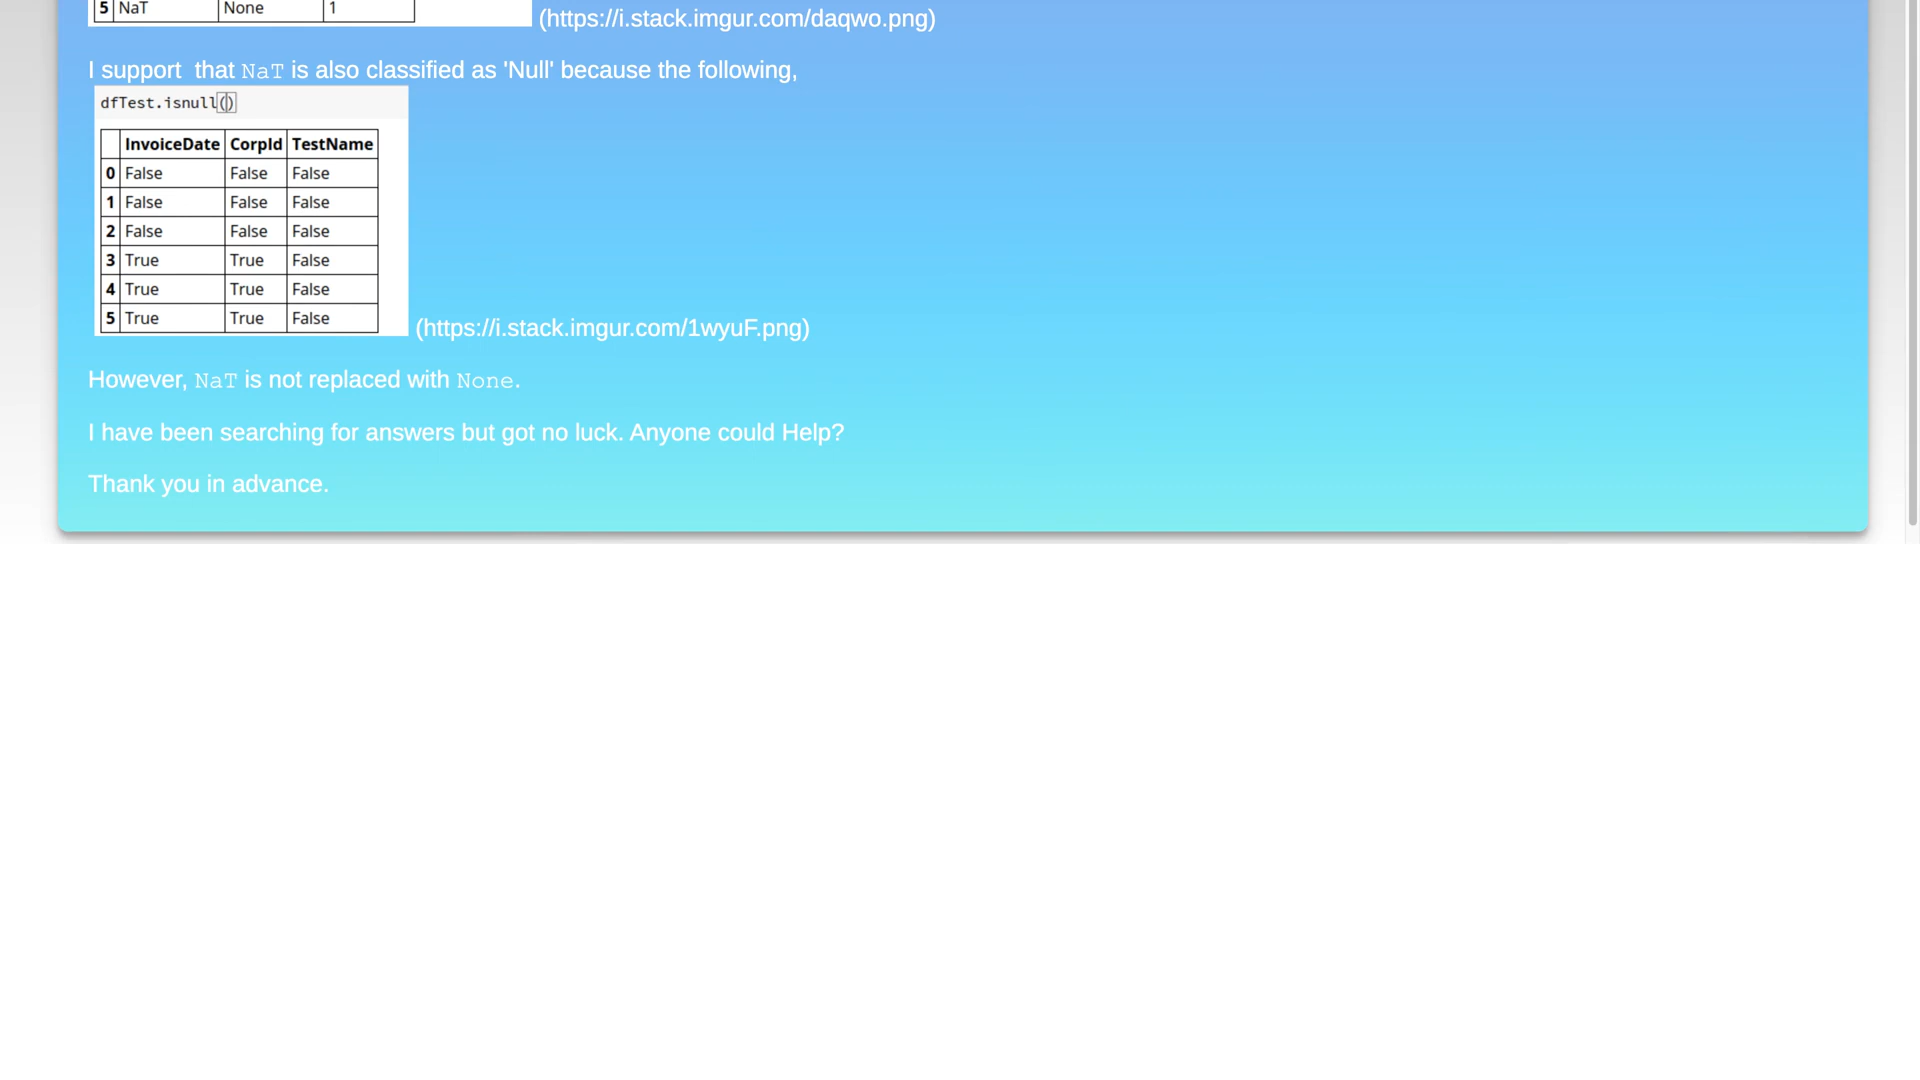 5 NaT None 1
(https://i.stack.imgur.com/daqwo.png)
I support  that NaT is also classified as 'Null' because the following,
dfTest.isnull()
InvoiceDate CorpId TestName
0 False False False
1 False False False
2 False False False
3 True True False
4 True True False
5 True True False
(https://i.stack.imgur.com/1wyuF.png)
However, NaT is not replaced with None.
I have been searching for answers but got no luck. Anyone could Help?
Thank you in advance.